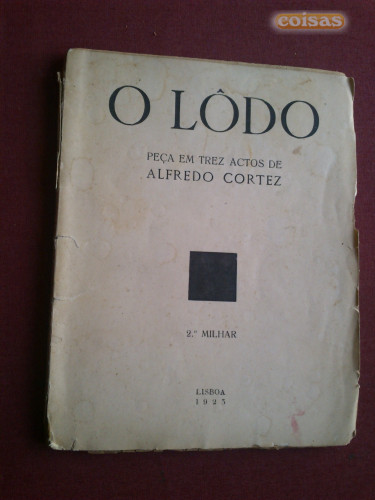 coisas
O LÔDO
PEÇA EM TREZ ACTOS DE
ALFREDO CORTEZ
2.º MILHAR
LISBOA
1923